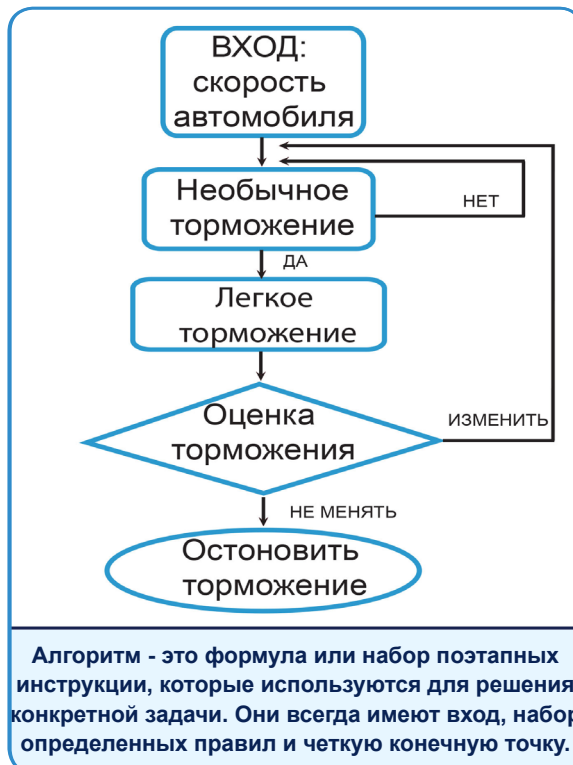 ВХОД:
скорость
автомобиля
Необычное
торможение
НЕТ
ДА
Легкое
торможение
Оценка
торможения
ИЗМЕНИТЬ
НЕ МЕНЯТЬ
Остоновить
торможение
Алгоритм - это формула или набор поэтапных
инструкции, которые используются для решения
конкретной задачи. Они всегда имеют вход, набор
определенных правил и четкую конечную точку.